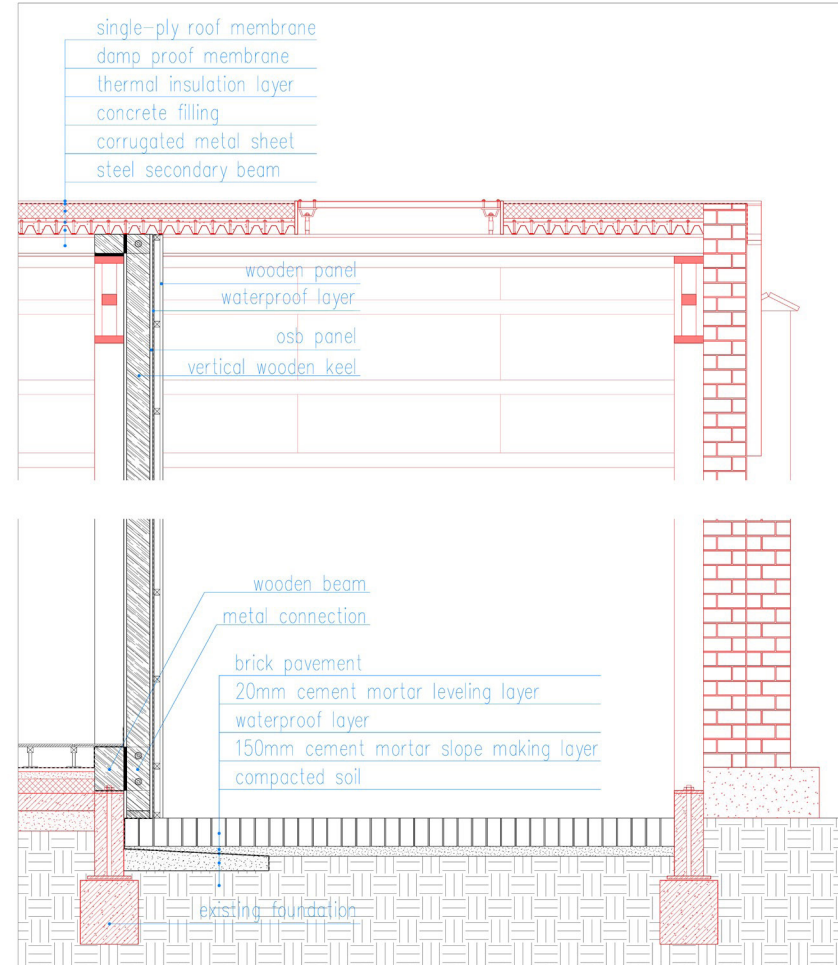 single-ply roof membrane
damp proof membrane
thermal insulation layer
concrete filling
corrugated metal sheet
steel secondary beam
wooden panel
waterproof layer
osb panel
vertical wooden keel
wooden beam
metal connection
brick pavement
20mm cement mortar leveling layer
waterproof layer
150mm cement mortar slope making layer
compacted soil
existing foundation